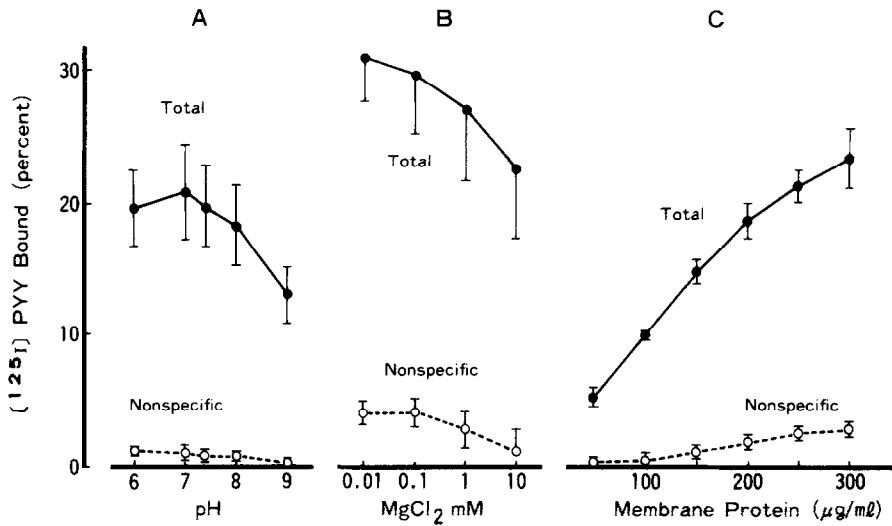 A B C
(125I) PYY Bound (percent)
30
20
10
0
Total
Nonspecific
6 7 8 9
pH
Total
Nonspecific
0.01 0.1 1 10
MgCl2 mM
Total
Nonspecific
100 200 300
Membrane Protein (μg/ml)